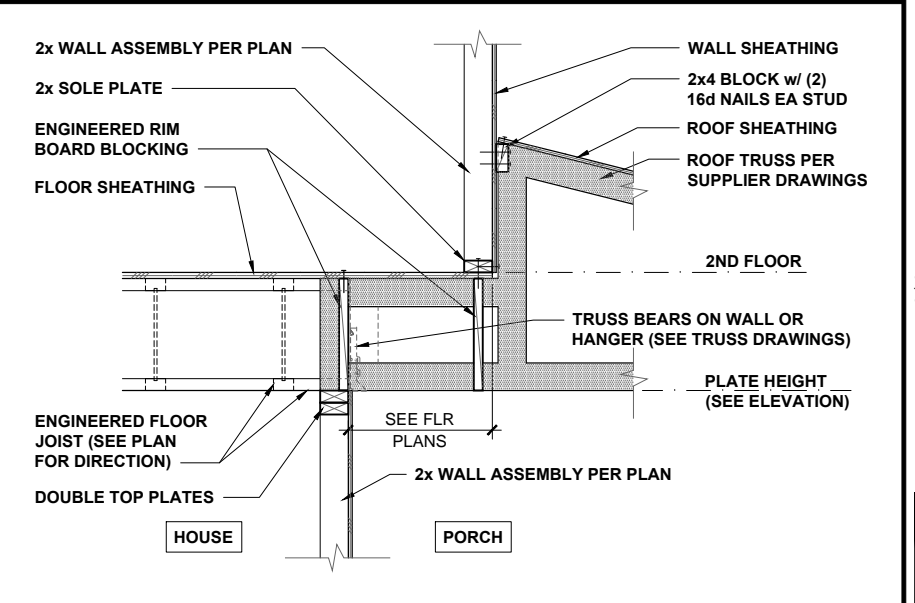 2x WALL ASSEMBLY PER PLAN
2x SOLE PLATE
ENGINEERED RIM
BOARD BLOCKING
FLOOR SHEATHING
WALL SHEATHING
2x4 BLOCK w/ (2)
16d NAILS EA STUD
ROOF SHEATHING
ROOF TRUSS PER
SUPPLIER DRAWINGS
2ND FLOOR
TRUSS BEARS ON WALL OR
HANGER (SEE TRUSS DRAWINGS)
PLATE HEIGHT
(SEE ELEVATION)
ENGINEERED FLOOR
JOIST (SEE PLAN
FOR DIRECTION)
DOUBLE TOP PLATES
SEE FLR
PLANS
2x WALL ASSEMBLY PER PLAN
HOUSE
PORCH